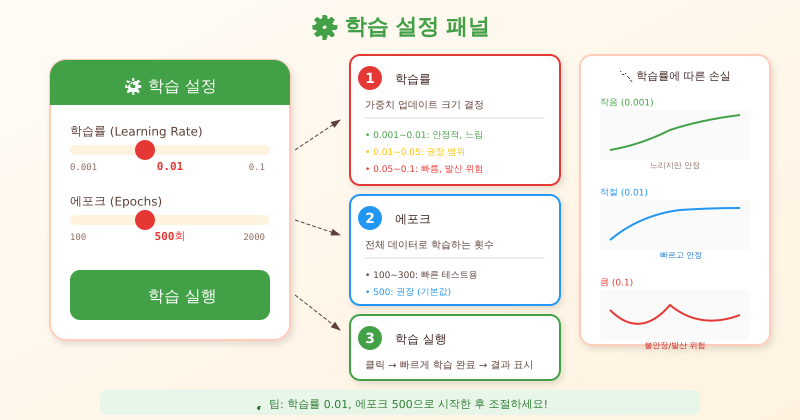 학습 설정 패널
학습 설정
학습률 (Learning Rate)
0.001 0.01 0.1
에포크 (Epochs)
100 500회 2000
학습 실행
1 학습률
가중치 업데이트 크기 결정
• 0.001~0.01: 안정적, 느림
• 0.01~0.05: 권장 범위
• 0.05~0.1: 빠름, 발산 위험
2 에포크
전체 데이터로 학습하는 횟수
• 100~300: 빠른 테스트용
• 500: 권장 (기본값)
3 학습 실행
클릭 → 빠르게 학습 완료 → 결과 표시
학습률에 따른 손실
작음 (0.001)
느리지만 안정
적절 (0.01)
빠르고 안정
큼 (0.1)
불안정/발산 위험
팁: 학습률 0.01, 에포크 500으로 시작한 후 조절하세요!